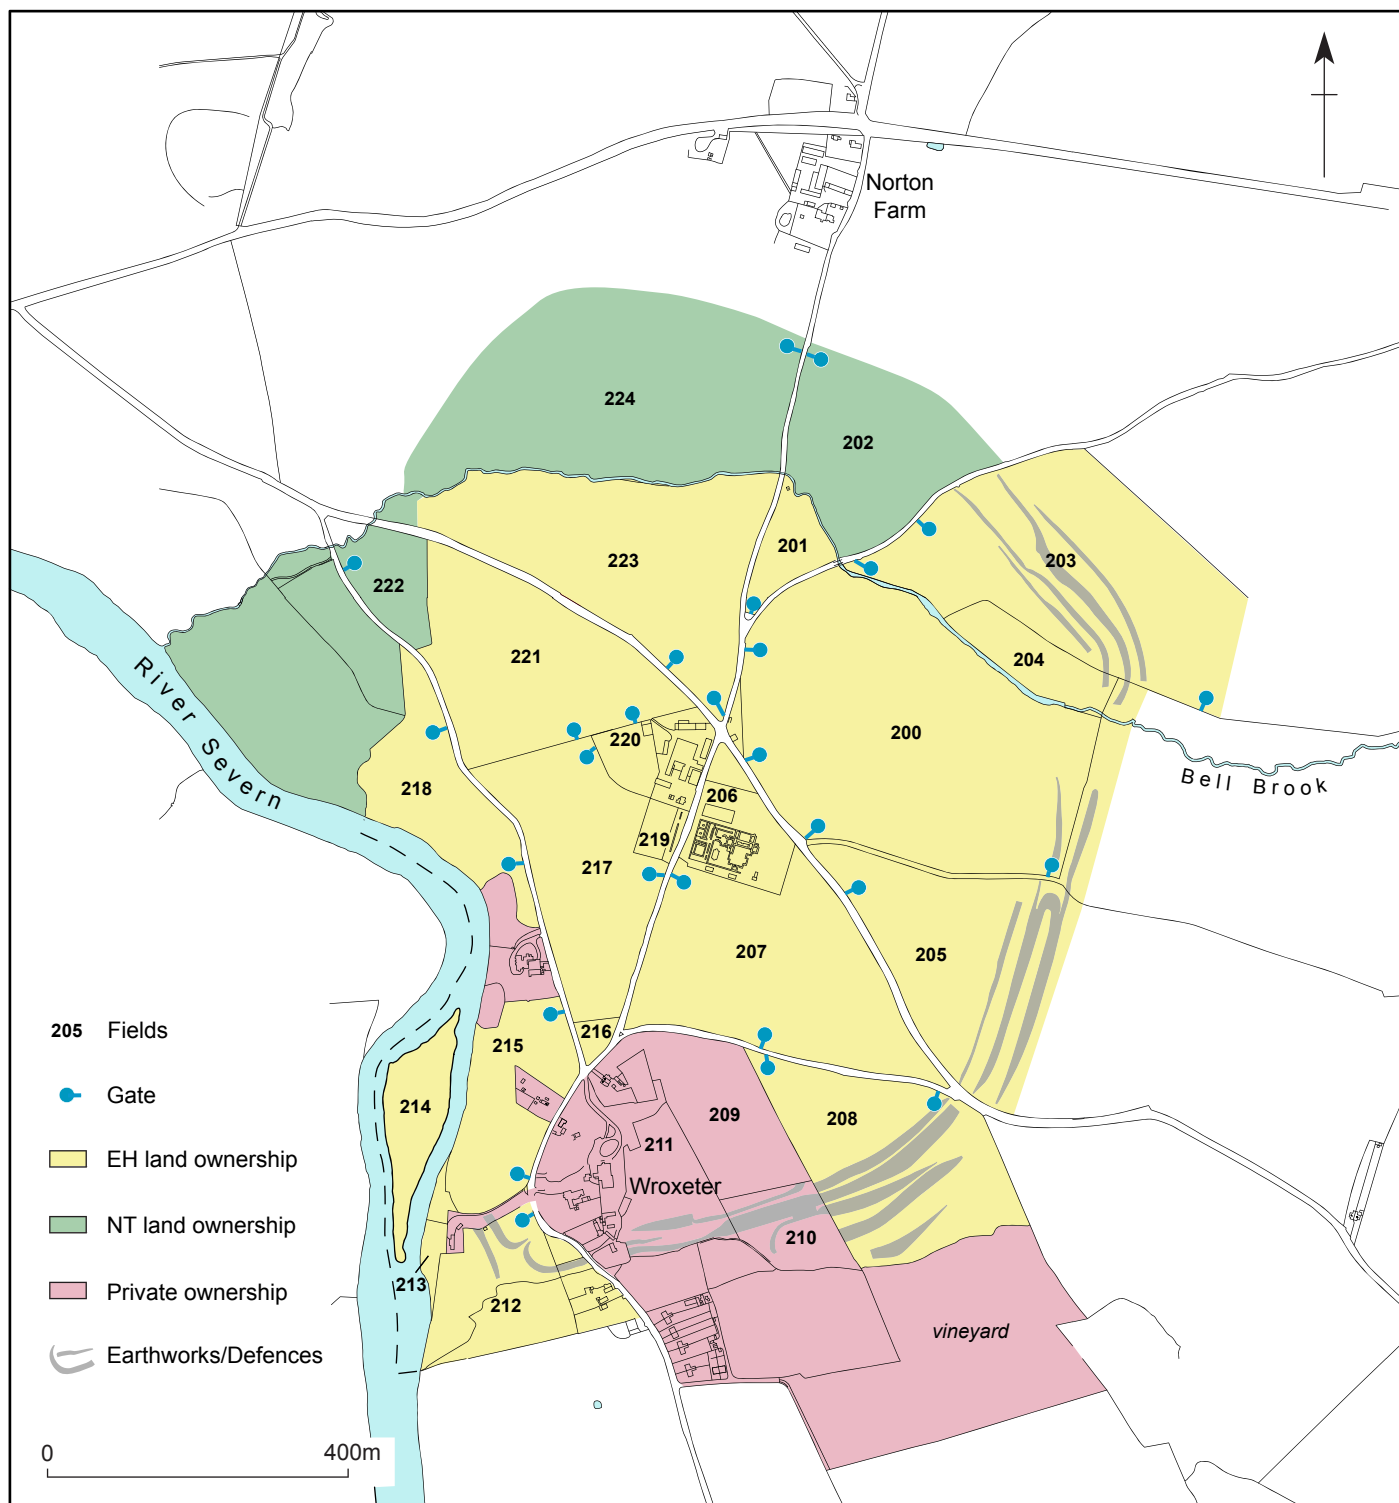 Norton
Farm
224
202
201
223
203
222
221
204
200
220
218
206
219
217
207
205
216
215
214
209
208
211
Wroxeter
210
213
212
vineyard
River Severn
Bell Brook
205 Fields
Gate
EH land ownership
NT land ownership
Private ownership
Earthworks/Defences
0 400m